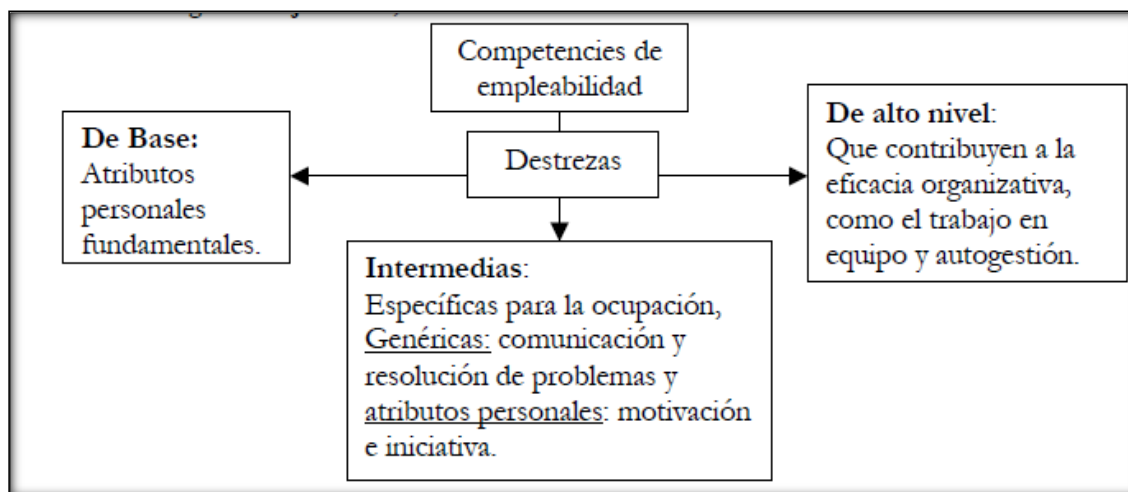 Competencies de
empleabilidad
De Base:
Atributos
personales
fundamentales.
Destrezas
De alto nivel:
Que contribuyen a la
eficacia organizativa,
como el trabajo en
equipo y autogestión.
Intermedias:
Específicas para la ocupación,
Genéricas: comunicación y
resolución de problemas y
atributos personales: motivación
e iniciativa.